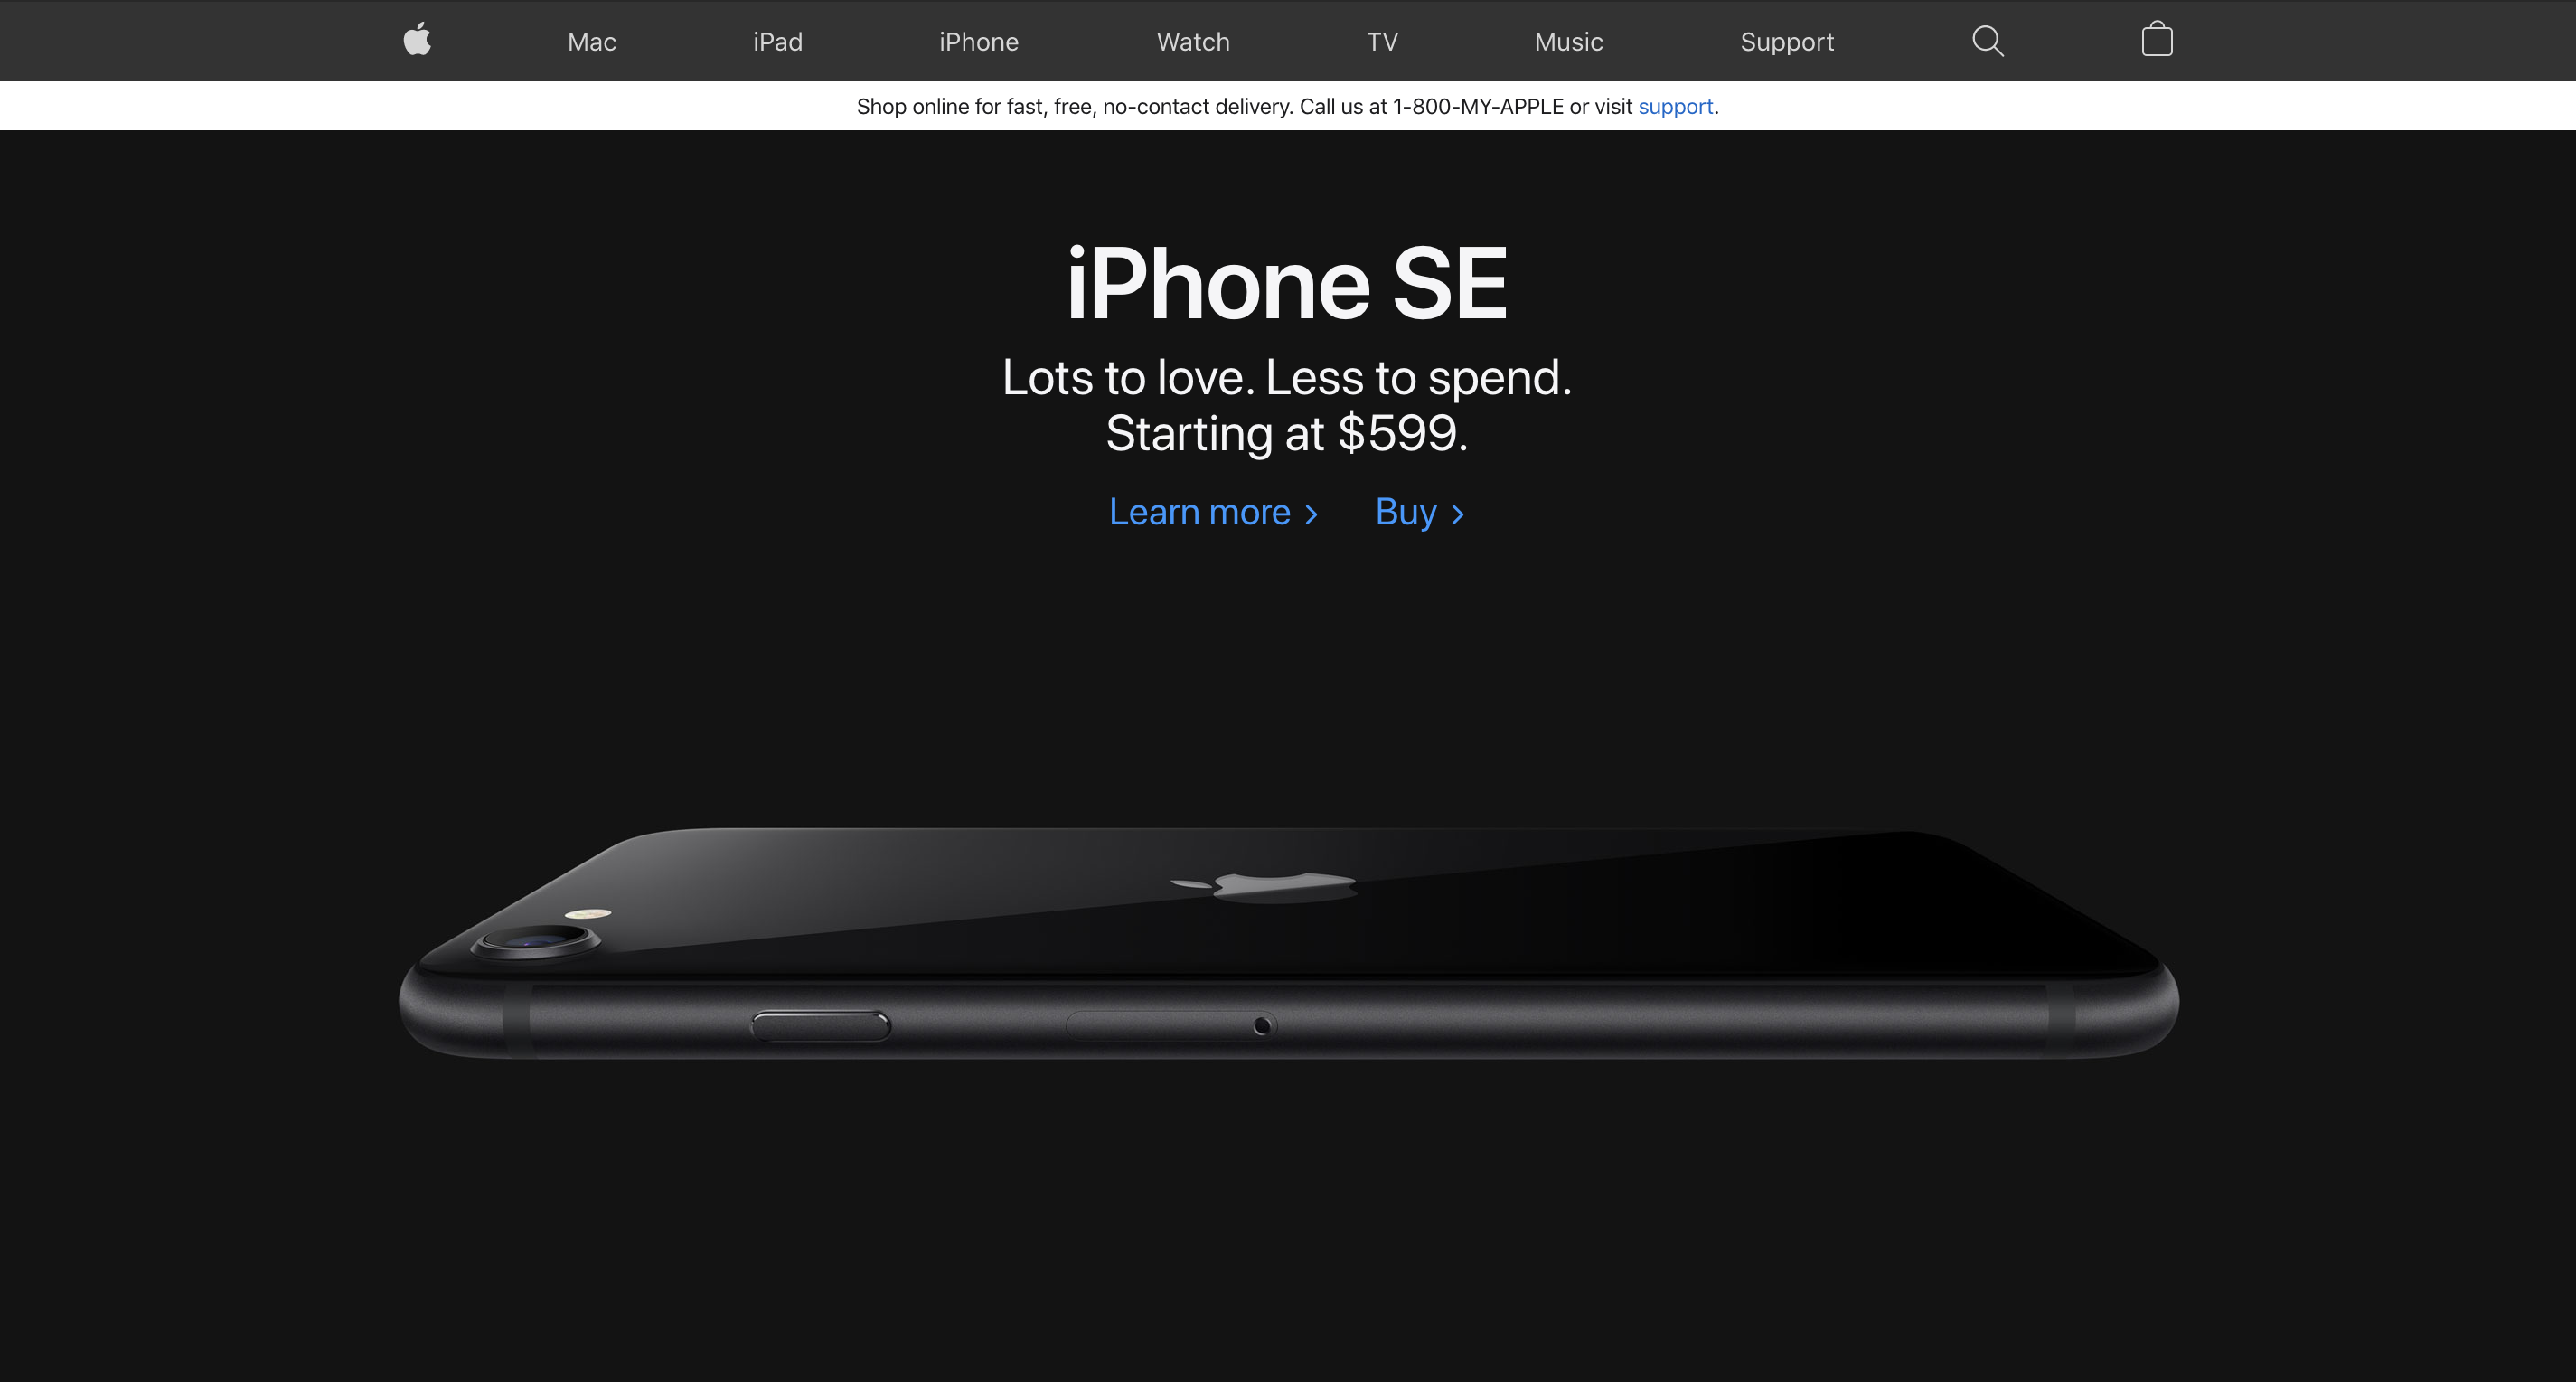 Mac iPad iPhone Watch TV Music Support
Shop online for fast, free, no-contact delivery. Call us at 1-800-MY-APPLE or visit support.
iPhone SE
Lots to love. Less to spend.
Starting at $599.
Learn more > Buy >